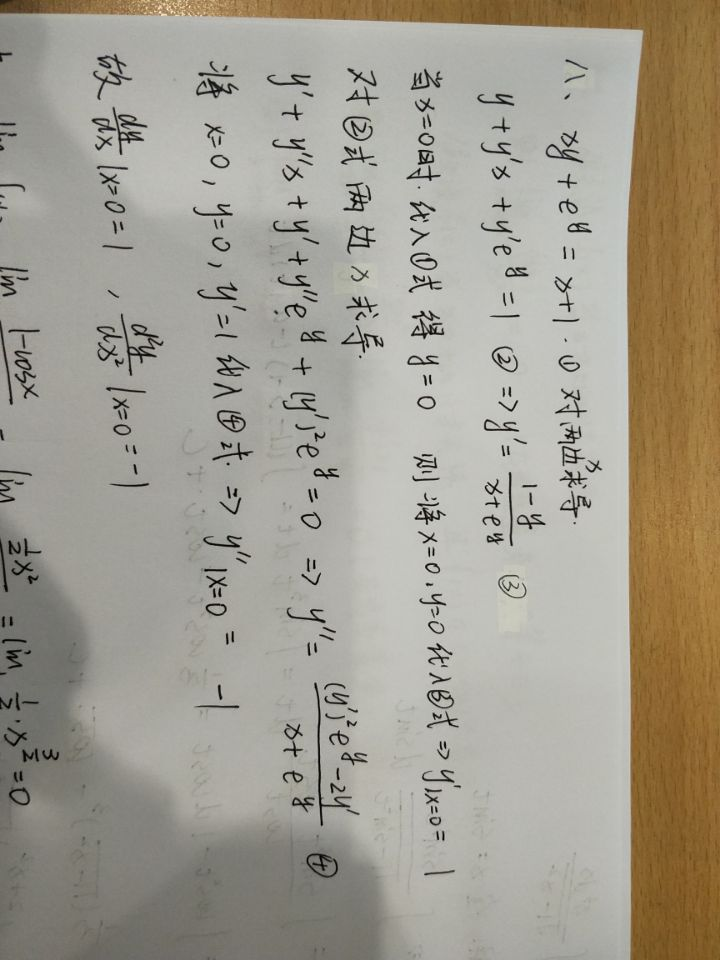 八、xy + e^y = x+1 . ① 对两边x求导.
y + y'x + y'e^y = 1 ② => y' = (1-y)/(x+e^y) ③
当x=0时. 代入①式 得 y=0 则将 x=0, y=0 代入③式 => y'|x=0 = 1
对②式 两边 x 求导.
y' + y''x + y' + y''e^y + (y')²e^y = 0 => y'' = ((y')²e^y - 2y')/(x+e^y) ④
将 x=0, y=0, y'=1 代入④式. => y''|x=0 = -1
故 dy/dx |x=0 = 1 , d²y/dx² |x=0 = -1
lim = lim (1-cosx) = lim (½x²) = lim ½·x^(3/2) = 0